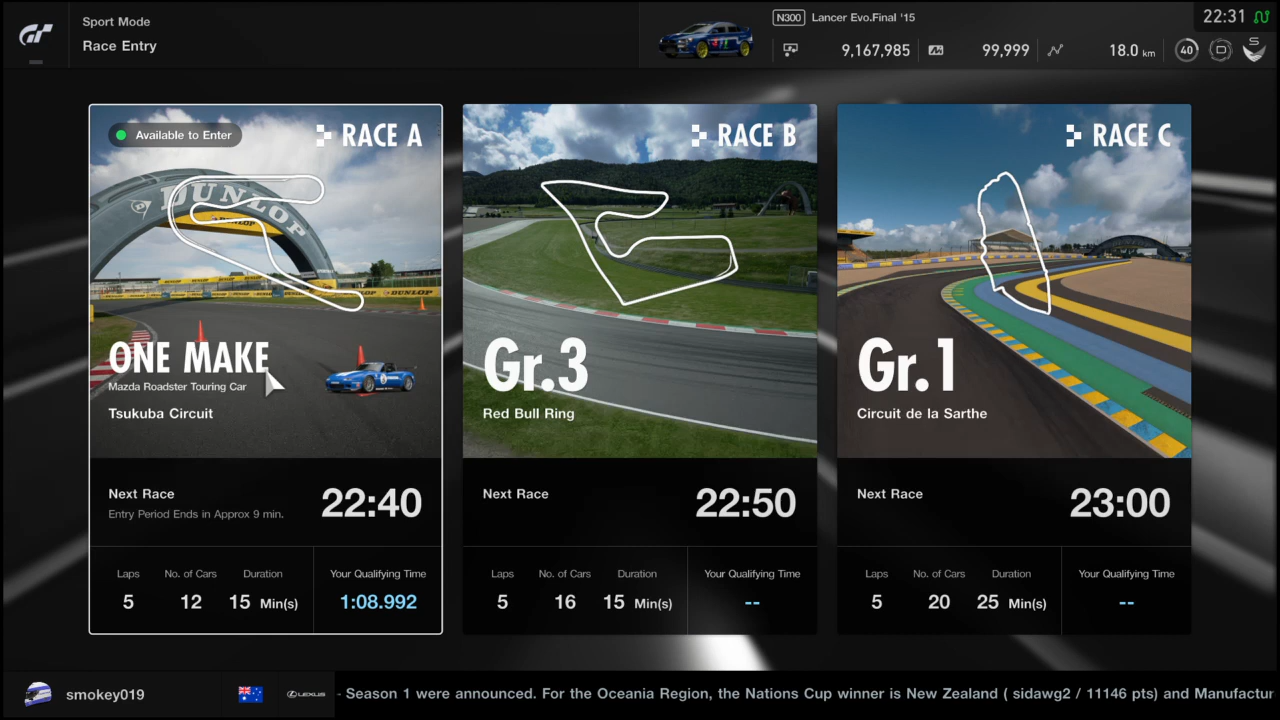 Sport Mode
Race Entry
N300 Lancer Evo.Final '15
9,167,985
99,999
18.0 km
40
D
S
22:31
Available to Enter
RACE A
DUNLOP
DUNLOP
DUNLOP
ONE MAKE
Mazda Roadster Touring Car
Tsukuba Circuit
Next Race
Entry Period Ends in Approx 9 min.
22:40
Laps
No. of Cars
Duration
Your Qualifying Time
5
12
15 Min(s)
1:08.992
RACE B
Gr.3
Red Bull Ring
Next Race
22:50
Laps
No. of Cars
Duration
Your Qualifying Time
5
16
15 Min(s)
--
RACE C
Gr.1
Circuit de la Sarthe
Next Race
23:00
Laps
No. of Cars
Duration
Your Qualifying Time
5
20
25 Min(s)
--
smokey019
LEXUS
- Season 1 were announced. For the Oceania Region, the Nations Cup winner is New Zealand ( sidawg2 / 11146 pts) and Manufactur